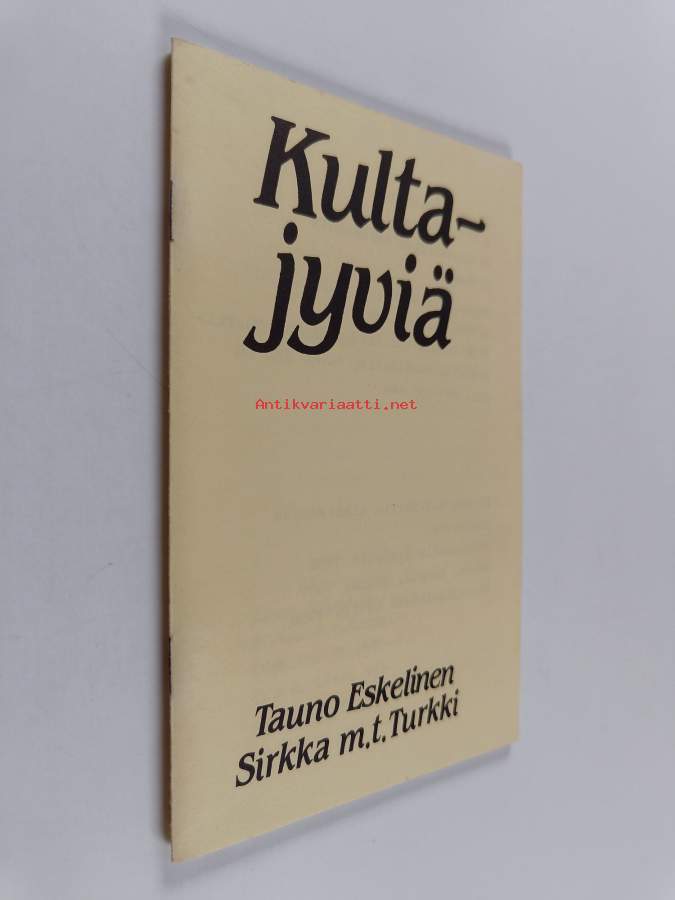 Kulta-
jyviä
Antikvariaatti.net
Tauno Eskelinen
Sirkka m.t. Turkki